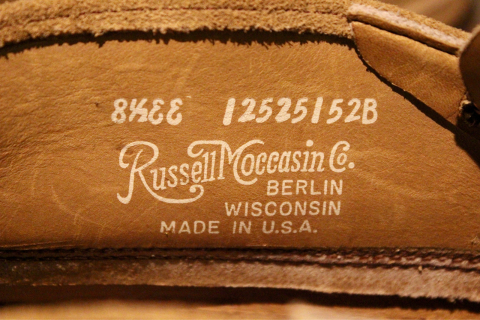 8½EE 12525152B
Russell Moccasin Co.
BERLIN
WISCONSIN
MADE IN U.S.A.